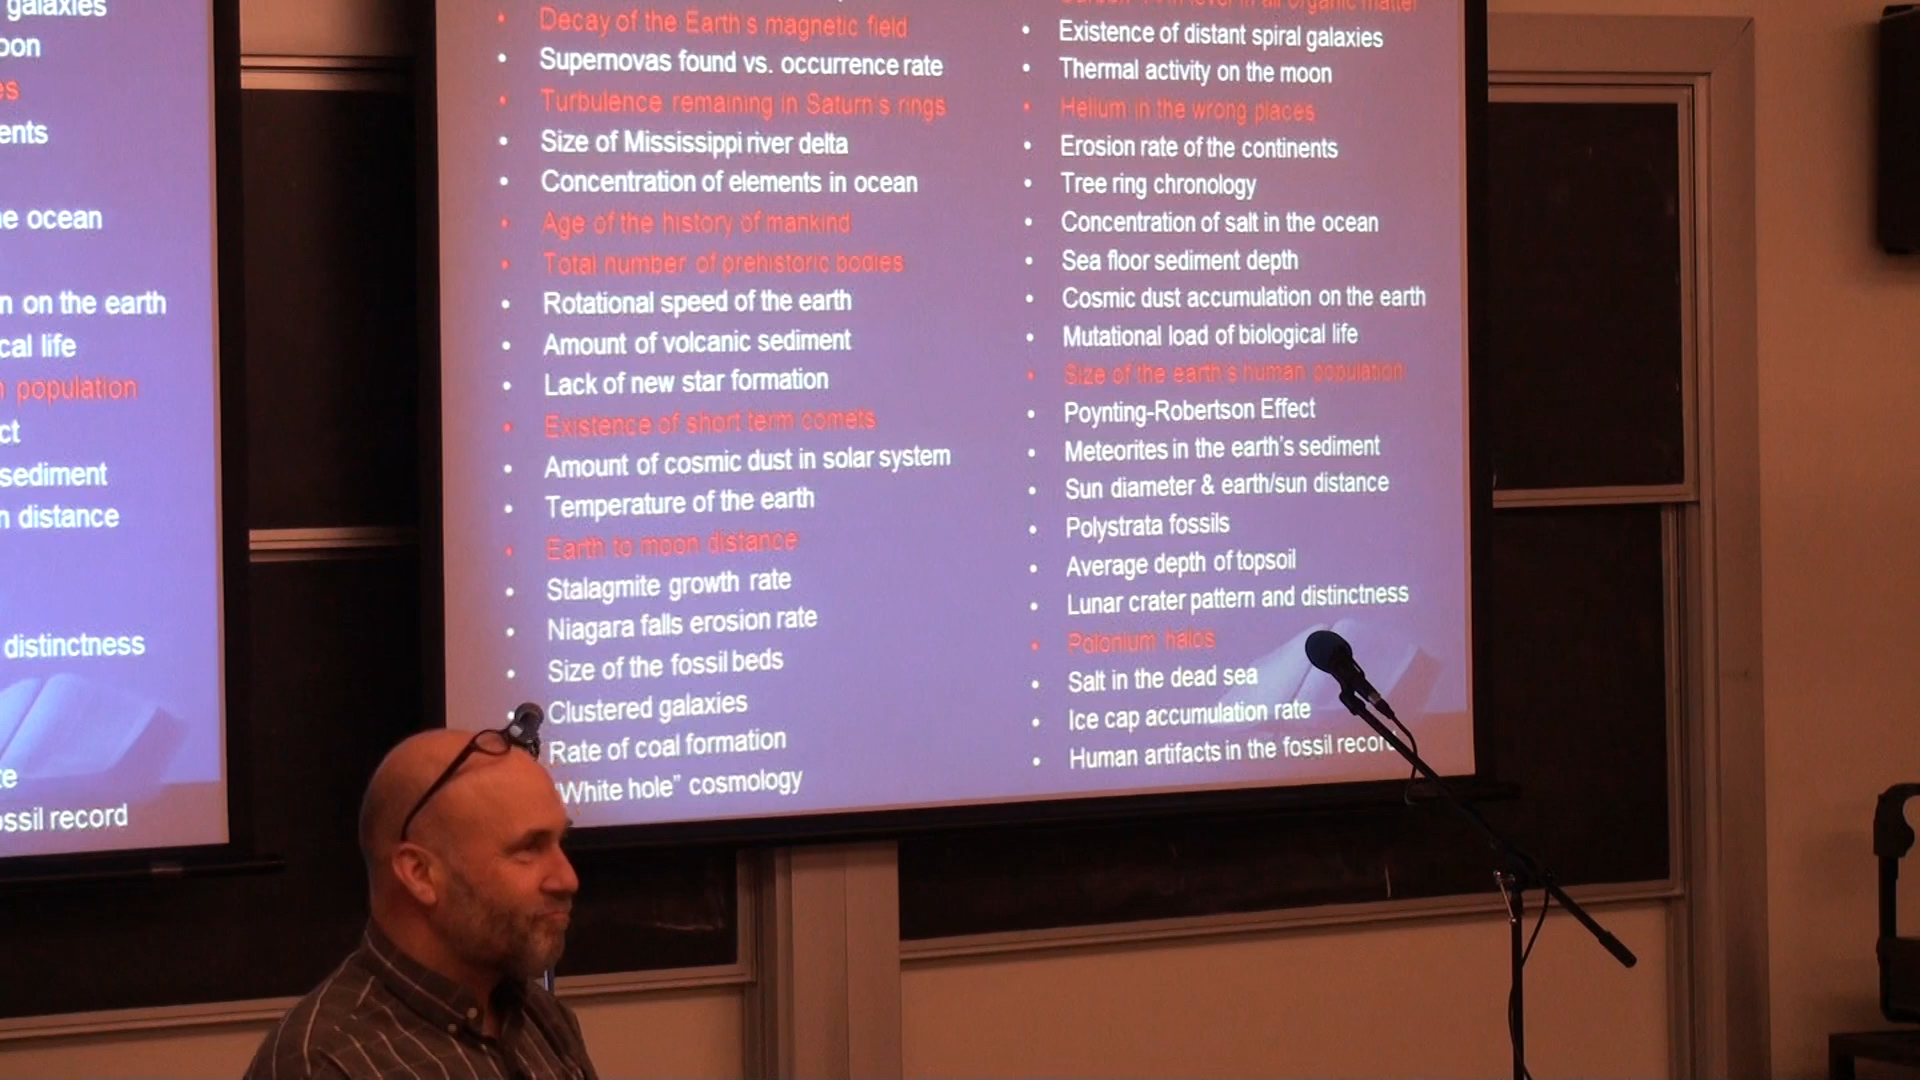 galaxies
oon
es
ents
e ocean
n on the earth
cal life
n population
ct
sediment
n distance
distinctness
te
ossil record
• Decay of the Earth's magnetic field
• Supernovas found vs. occurrence rate
• Turbulence remaining in Saturn's rings
• Size of Mississippi river delta
• Concentration of elements in ocean
• Age of the history of mankind
• Total number of prehistoric bodies
• Rotational speed of the earth
• Amount of volcanic sediment
• Lack of new star formation
• Existence of short term comets
• Amount of cosmic dust in solar system
• Temperature of the earth
• Earth to moon distance
• Stalagmite growth rate
• Niagara falls erosion rate
• Size of the fossil beds
• Clustered galaxies
Rate of coal formation
"White hole" cosmology
level in all organic matter
• Existence of distant spiral galaxies
• Thermal activity on the moon
• Helium in the wrong places
• Erosion rate of the continents
• Tree ring chronology
• Concentration of salt in the ocean
• Sea floor sediment depth
• Cosmic dust accumulation on the earth
• Mutational load of biological life
• Size of the earth's human population
• Poynting-Robertson Effect
• Meteorites in the earth's sediment
• Sun diameter & earth/sun distance
• Polystrata fossils
• Average depth of topsoil
• Lunar crater pattern and distinctness
• Polonium halos
• Salt in the dead sea
• Ice cap accumulation rate
• Human artifacts in the fossil record